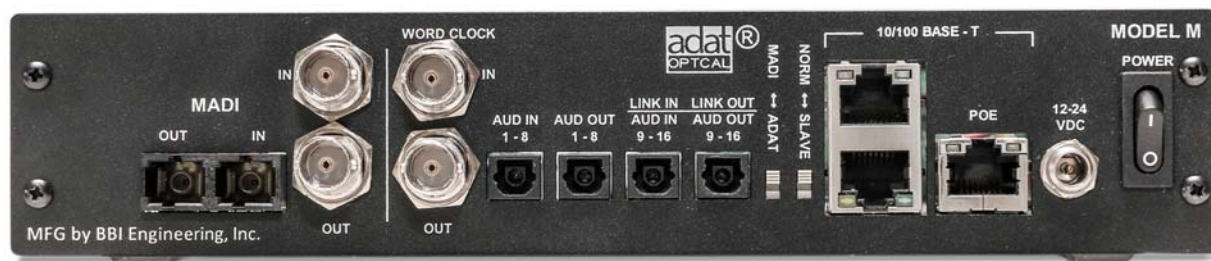 MADI
OUT
IN
IN
OUT
WORD CLOCK
IN
OUT
AUD IN
1 - 8
AUD OUT
1 - 8
LINK IN
AUD IN
9 - 16
LINK OUT
AUD OUT
9 - 16
adat ®
OPTCAL
MADI ↔ ADAT
NORM ↔ SLAVE
10/100 BASE - T
POE
12-24
VDC
MODEL M
POWER
I
O
MFG by BBI Engineering, Inc.